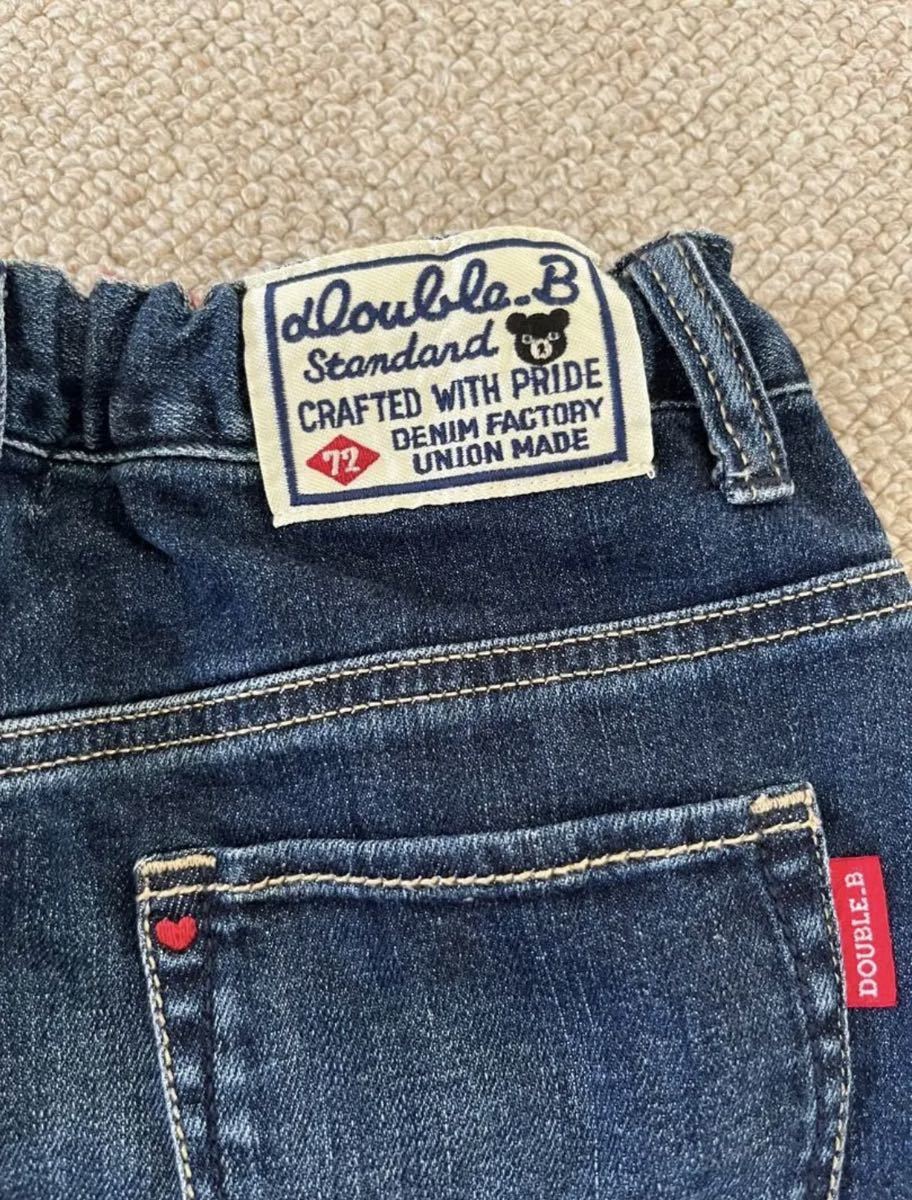 double.B
Standard
CRAFTED WITH PRIDE
72 DENIM FACTORY
UNION MADE
DOUBLE.B